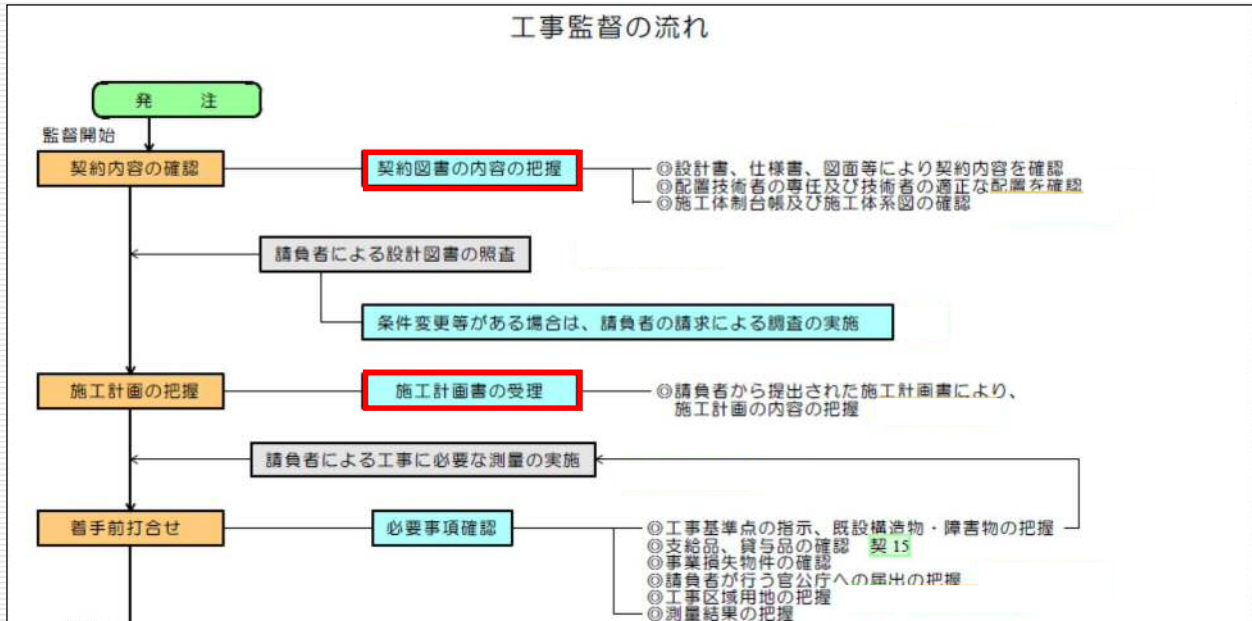 工事監督の流れ
発 注
監督開始
契約内容の確認
契約図書の内容の把握
◎設計書、仕様書、図面等により契約内容を確認
◎配置技術者の専任及び技術者の適正な配置を確認
◎施工体制台帳及び施工体系図の確認
請負者による設計図書の照査
条件変更等がある場合は、請負者の請求による調査の実施
施工計画の把握
施工計画書の受理
◎請負者から提出された施工計画書により、
施工計画の内容の把握
請負者による工事に必要な測量の実施
着手前打合せ
必要事項確認
◎工事基準点の指示、既設構造物・障害物の把握
◎支給品、貸与品の確認 契 15
◎事業損失物件の確認
◎請負者が行う官公庁への届出の把握
◎工事区域用地の把握
◎測量結果の把握